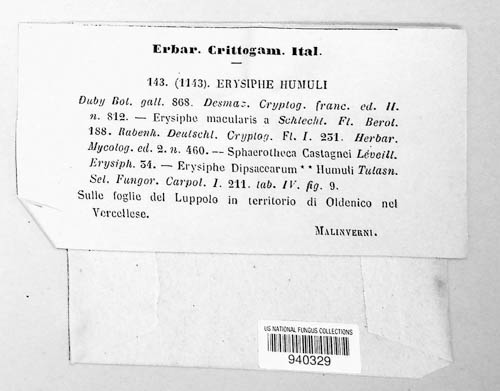 Erbar. Crittogam. Ital.
143. (1143). ERYSIPHE HUMULI
Duby Bot. gall. 868. Desmaz. Cryptog. franc. ed. II.
n. 812. — Erysiphe macularis a Schlecht. Fl. Berol.
188. Rabenh. Deutschl. Cryptog. Fl. I. 231. Herbar.
Mycolog. ed. 2. n. 460. — Sphaerotheca Castagnei Léveill.
Erysiph. 34. — Erysiphe Dipsacearum ** Humuli Tulasn.
Sel. Fungor. Carpol. I. 211. tab. IV. fig. 9.
Sulle foglie del Luppolo in territorio di Oldenico nel
Vercellese.
MALINVERNI.
US NATIONAL FUNGUS COLLECTIONS
940329